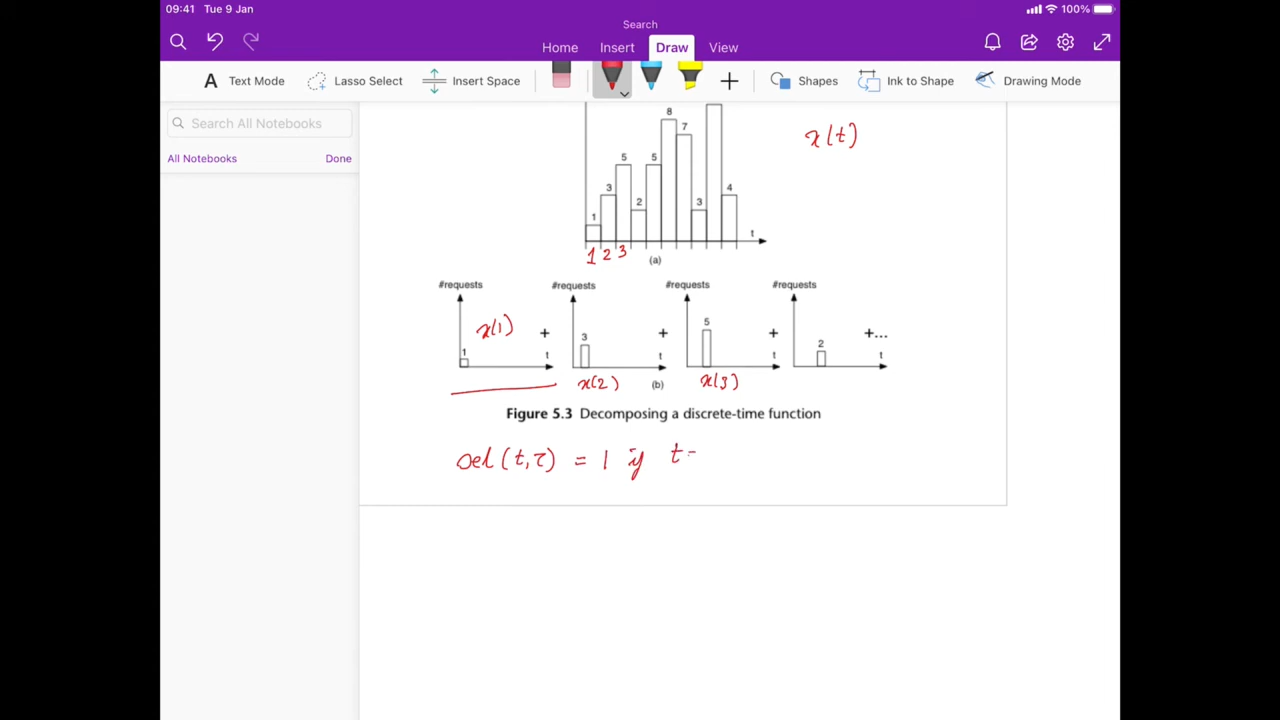 09:41 Tue 9 Jan
100%
Search
Home Insert Draw View
Text Mode Lasso Select Insert Space Shapes Ink to Shape Drawing Mode
Search All Notebooks
All Notebooks Done
8
7
5 5
3 4
2 3
1
t
x(t)
1 2 3
(a)
#requests #requests #requests #requests
x(1) + + + +...
1 3 5 2
t t t t
x(2) (b) x(3)
Figure 5.3 Decomposing a discrete-time function
sel (t, τ) = 1 if t -